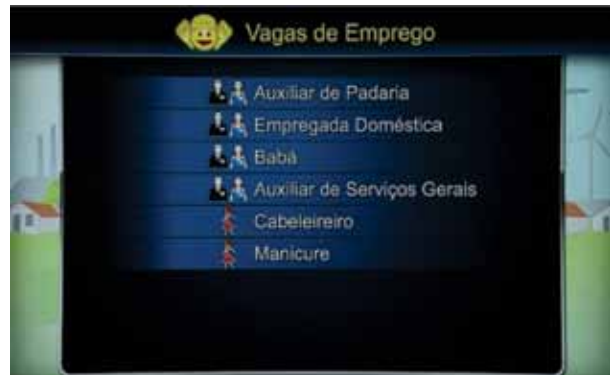 Vagas de Emprego
Auxiliar de Padaria
Empregada Doméstica
Babá
Auxiliar de Serviços Gerais
Cabeleireiro
Manicure